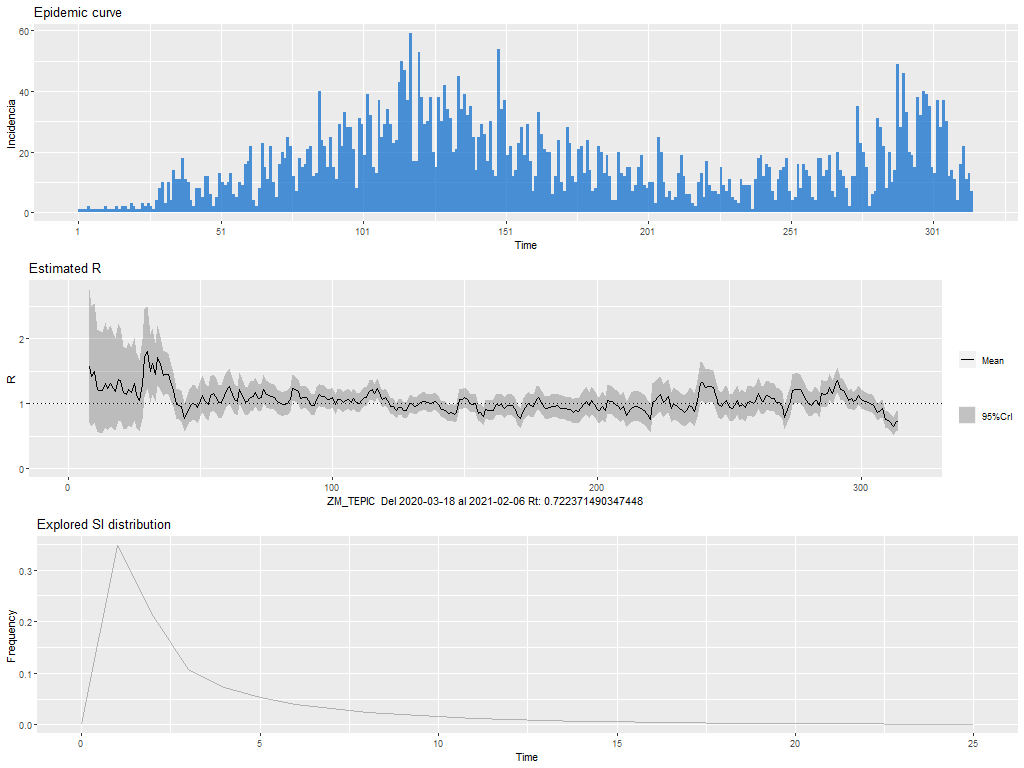 Epidemic curve
60
40
20
0
Incidencia
1 51 101 151 201 251 301
Time
Estimated R
2
1
0
R
Mean
95%CrI
0 100 200 300
ZM_TEPIC Del 2020-03-18 al 2021-02-06 Rt: 0.722371490347448
Explored SI distribution
0.3
0.2
0.1
0.0
Frequency
0 5 10 15 20 25
Time